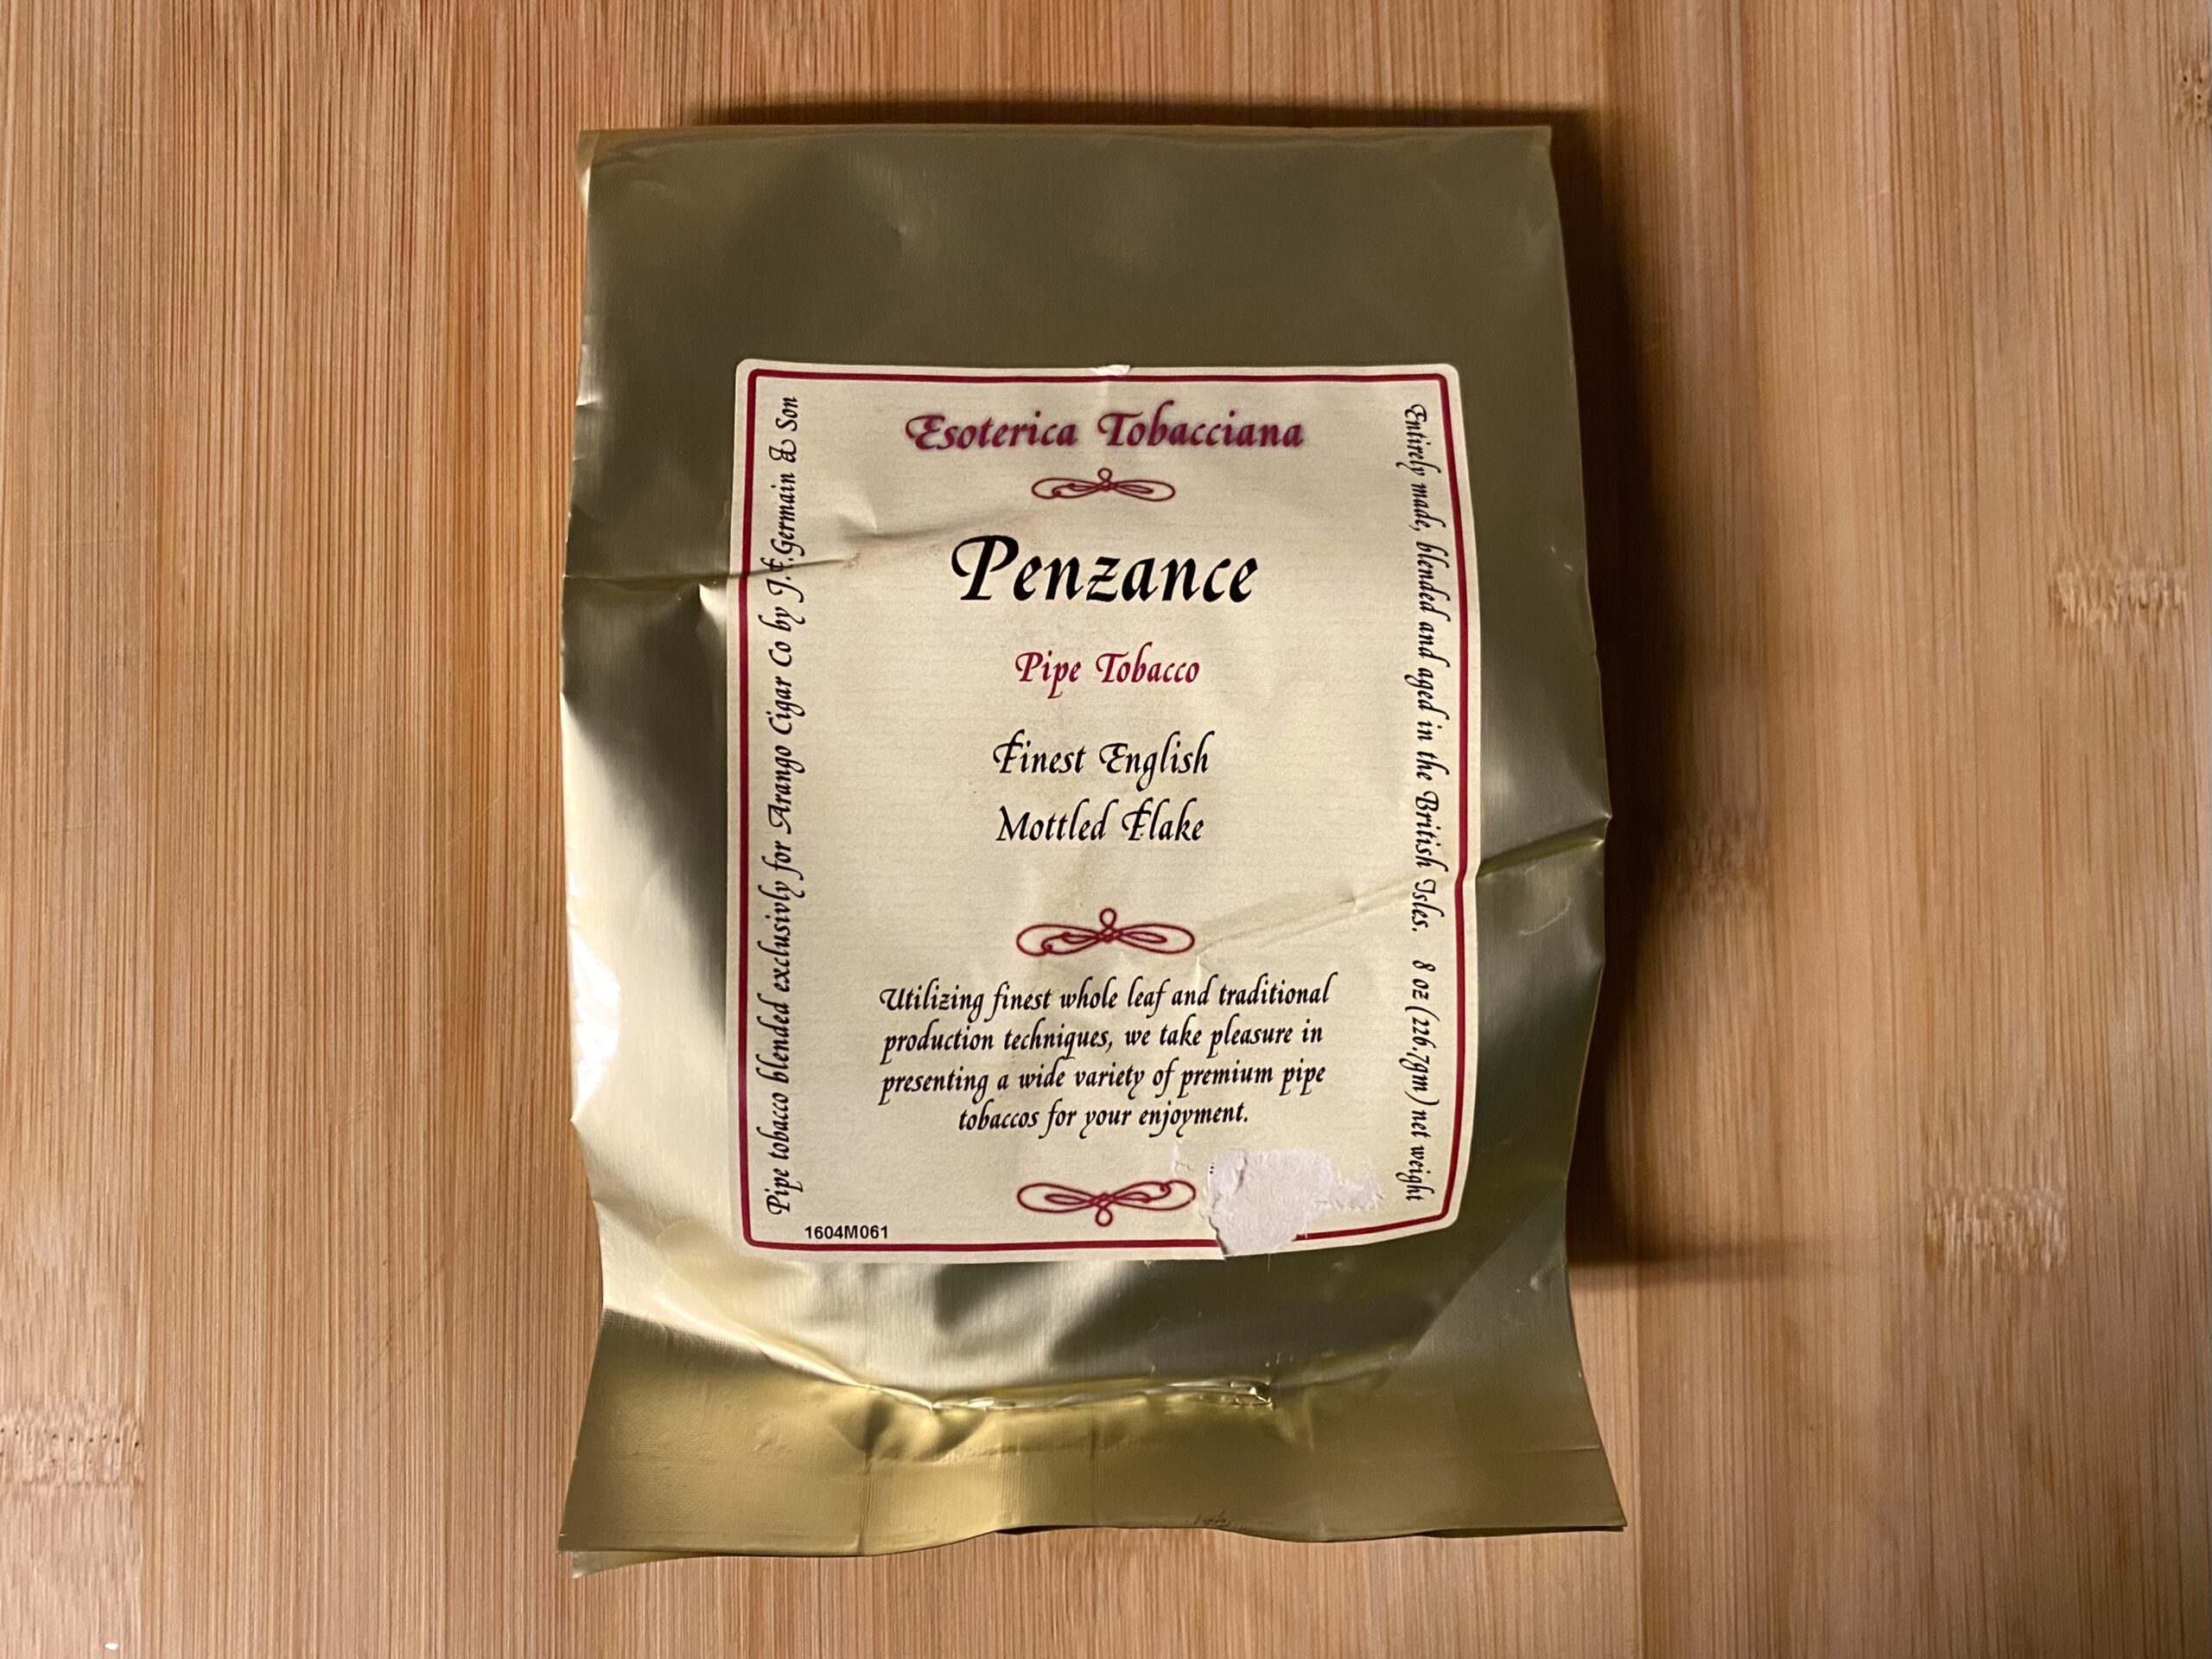 Esoterica Tobacciana
Penzance
Pipe Tobacco
Finest English
Mottled Flake
Utilizing finest whole leaf and traditional
production techniques, we take pleasure in
presenting a wide variety of premium pipe
tobaccos for your enjoyment.
1604M061
Pipe tobacco blended exclusivly for Arango Cigar Co by J.F.Germain & Son
Entirely made, blended and aged in the British Isles. 8 oz (226.7gm) net weight